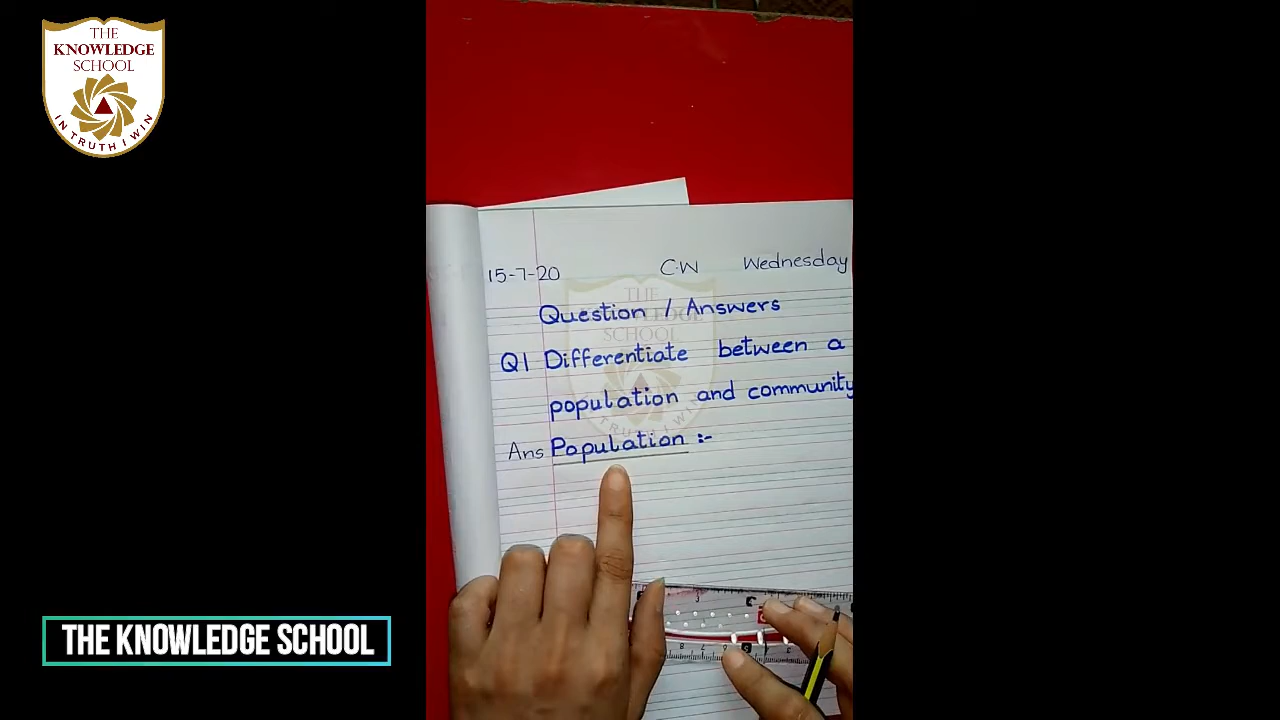 THE
KNOWLEDGE
SCHOOL
IN TRUTH I WIN
15-7-20 C.W Wednesday
Question / Answers
Q1 Differentiate between a
population and community
Ans Population :-
THE KNOWLEDGE SCHOOL